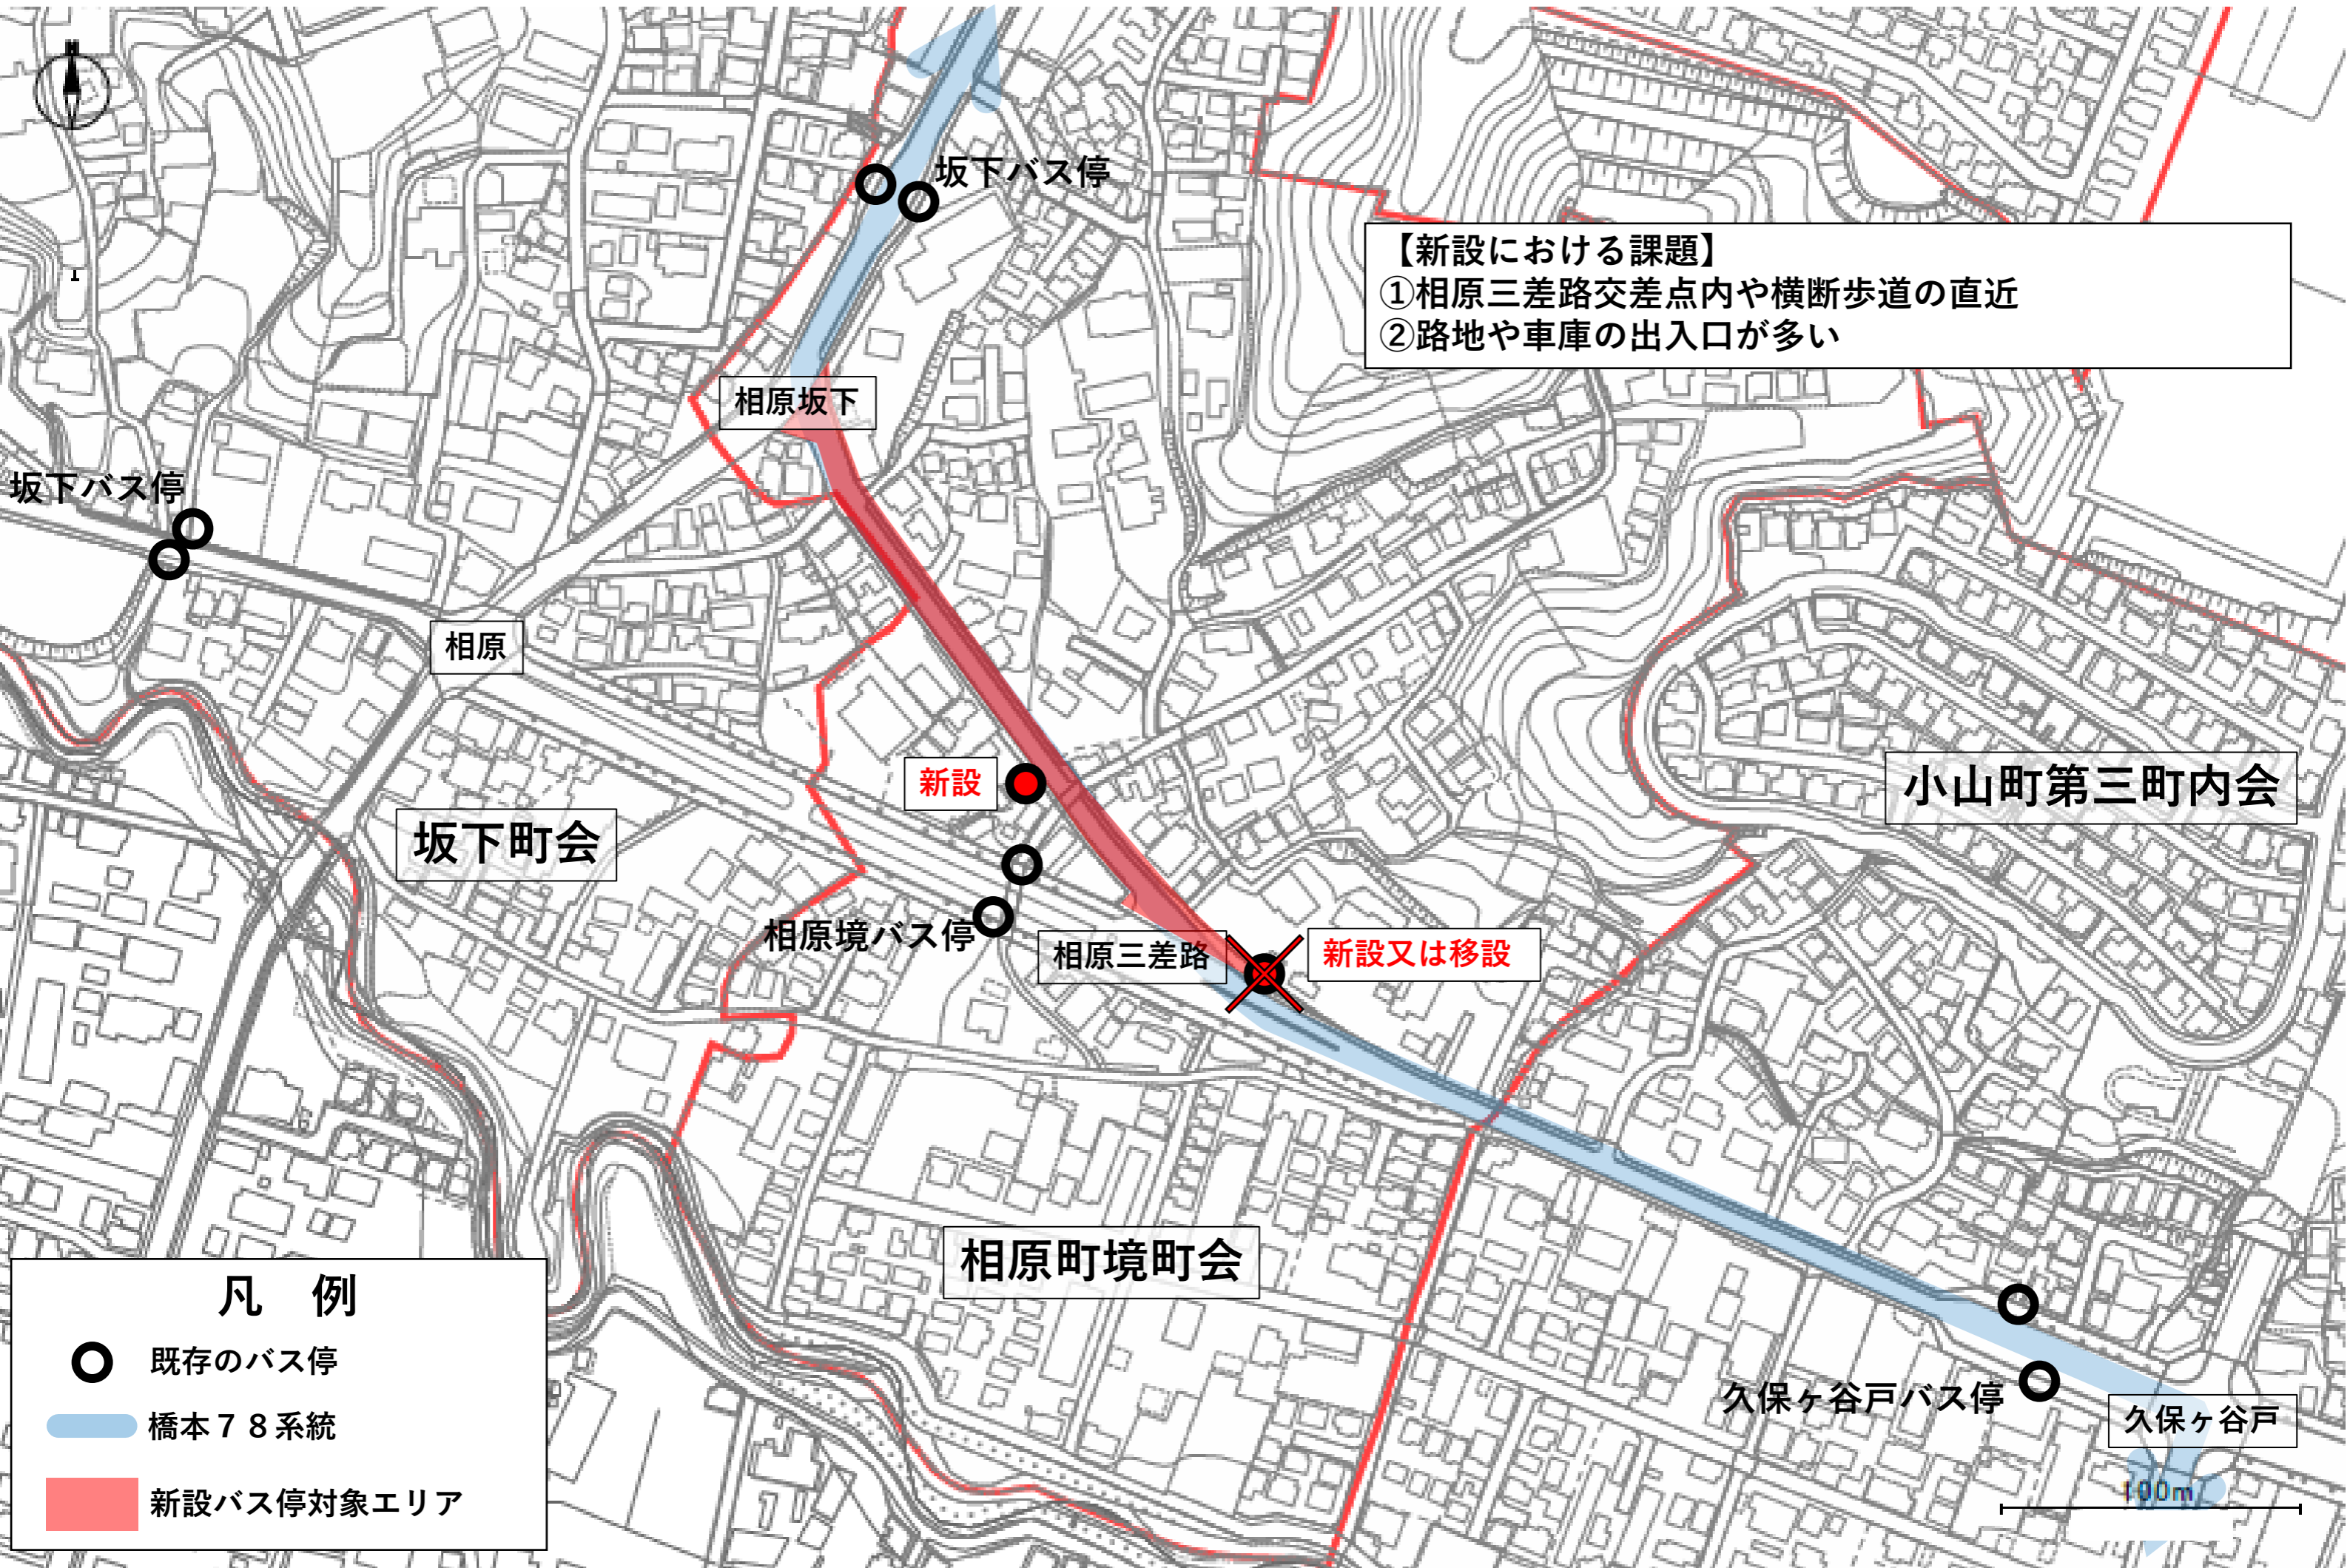 N
坂下バス停
【新設における課題】
①相原三差路交差点内や横断歩道の直近
②路地や車庫の出入口が多い
相原坂下
坂下バス停
相原
新設
小山町第三町内会
坂下町会
相原境バス停
相原三差路
新設又は移設
相原町境町会
凡　例
既存のバス停
橋本７８系統
新設バス停対象エリア
久保ヶ谷戸バス停
久保ヶ谷戸
100m